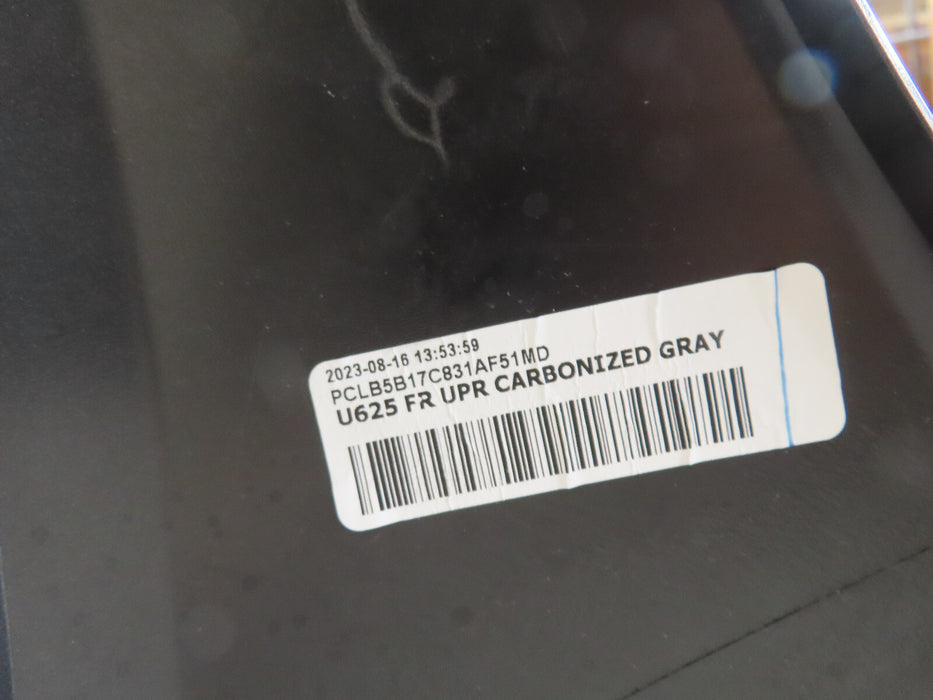 2023-08-16 13:53:59
PCLB5B17C831AF51MD
U625 FR UPR CARBONIZED GRAY